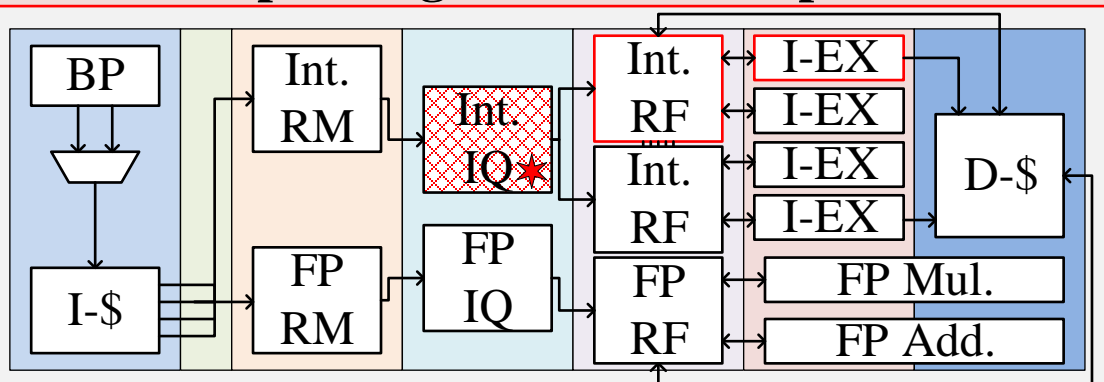 BP
I-$
Int.
RM
FP
RM
Int.
IQ
FP
IQ
Int.
RF
Int.
RF
FP
RF
I-EX
I-EX
I-EX
I-EX
FP Mul.
FP Add.
D-$